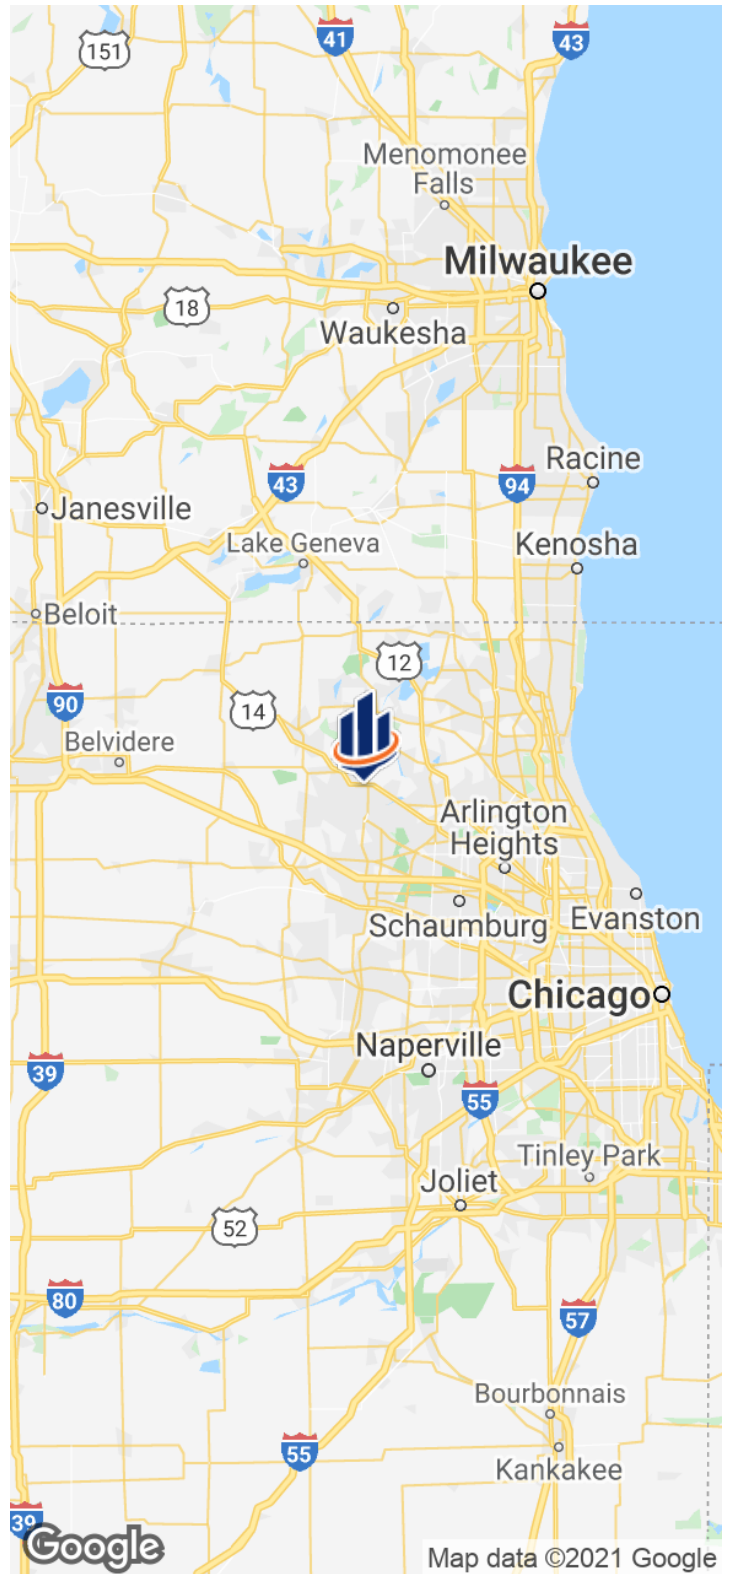 151
41
43
Menomonee
Falls
Milwaukee
18
Waukesha
Racine
43
94
Janesville
Lake Geneva
Kenosha
Beloit
12
90
14
Belvidere
Arlington
Heights
Schaumburg
Evanston
Chicago
Naperville
39
55
Tinley Park
Joliet
52
80
57
Bourbonnais
55
Kankakee
39
Google
Map data ©2021 Google